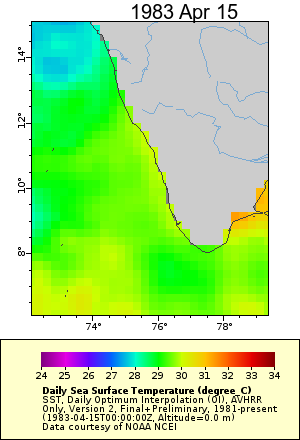 1983 Apr 15
14°
12°
10°
8°
74°
76°
78°
24 25 26 27 28 29 30 31 32 33 34
Daily Sea Surface Temperature (degree_C)
SST, Daily Optimum Interpolation (OI), AVHRR
Only, Version 2, Final+Preliminary, 1981-present
(1983-04-15T00:00:00Z, Altitude=0.0 m)
Data courtesy of NOAA NCEI